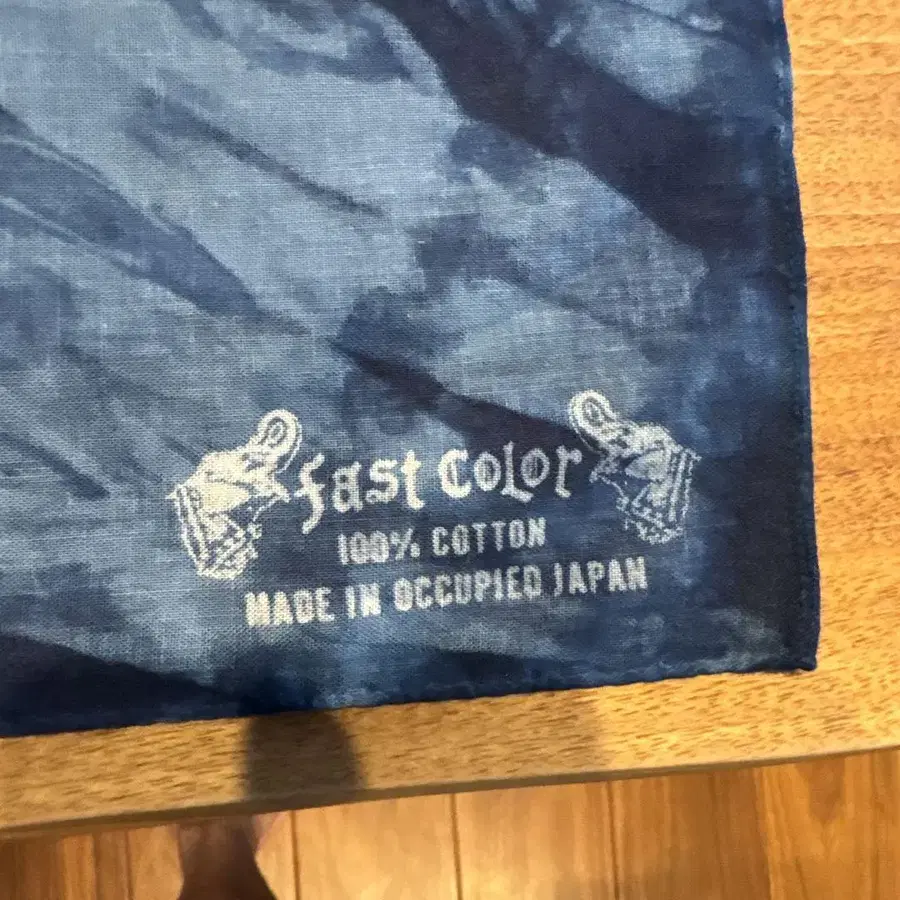 fast color
100% COTTON
MADE IN OCCUPIED JAPAN